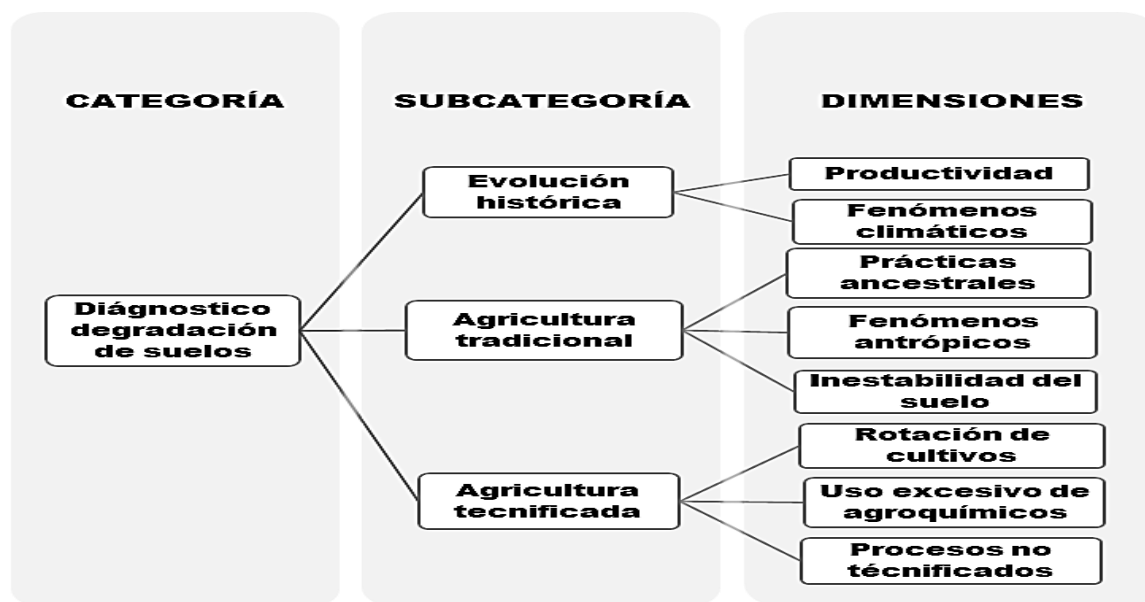 CATEGORÍA
SUBCATEGORÍA
DIMENSIONES
Diágnostico
degradación
de suelos
Evolución
histórica
Agricultura
tradicional
Agricultura
tecnificada
Productividad
Fenómenos
climáticos
Prácticas
ancestrales
Fenómenos
antrópicos
Inestabilidad del
suelo
Rotación de
cultivos
Uso excesivo de
agroquímicos
Procesos no
técnificados